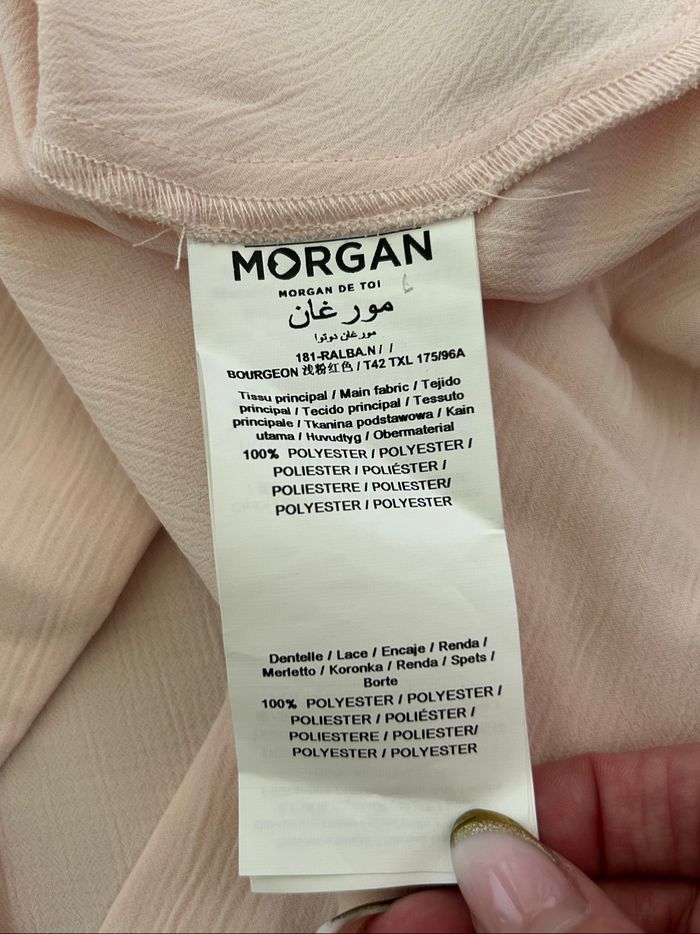 MORGAN
MORGAN DE TOI
مورغان
مورغان دوتوا
181-RALBA.N / /
BOURGEON 浅粉红色 / T42 TXL 175/96A
Tissu principal / Main fabric / Tejido
principal / Tecido principal / Tessuto
principale / Tkanina podstawowa / Kain
utama / Huvudtyg / Obermaterial
100% POLYESTER / POLYESTER /
POLIESTER / POLIÉSTER /
POLIESTERE / POLIESTER/
POLYESTER / POLYESTER
Dentelle / Lace / Encaje / Renda /
Merletto / Koronka / Renda / Spets /
Borte
100% POLYESTER / POLYESTER /
POLIESTER / POLIÉSTER /
POLIESTERE / POLIESTER/
POLYESTER / POLYESTER